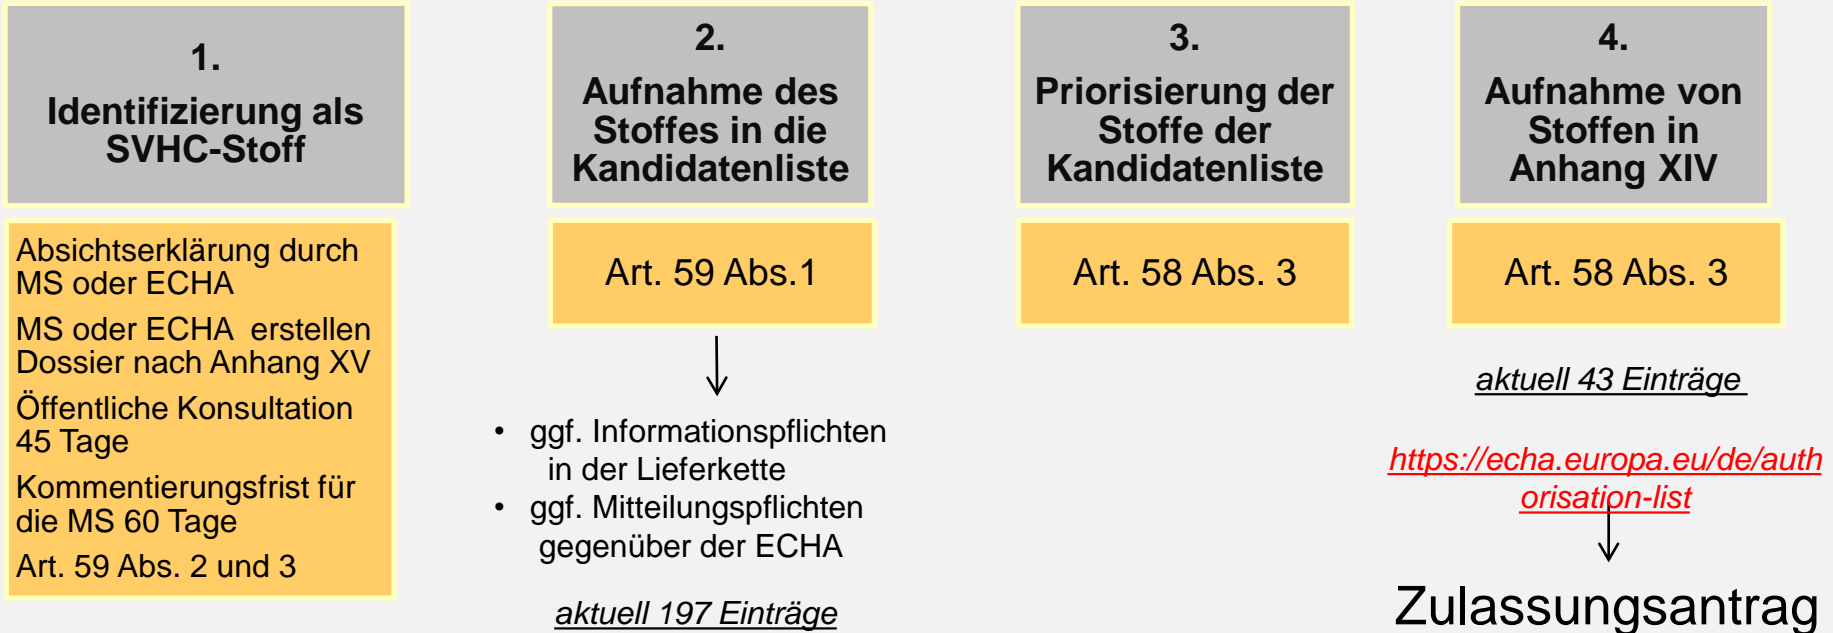 1.
Identifizierung als
SVHC-Stoff
Absichtserklärung durch
MS oder ECHA
MS oder ECHA  erstellen
Dossier nach Anhang XV
Öffentliche Konsultation
45 Tage
Kommentierungsfrist für
die MS 60 Tage
Art. 59 Abs. 2 und 3
2.
Aufnahme des
Stoffes in die
Kandidatenliste
Art. 59 Abs.1
• ggf. Informationspflichten
in der Lieferkette
• ggf. Mitteilungspflichten
gegenüber der ECHA
aktuell 197 Einträge
3.
Priorisierung der
Stoffe der
Kandidatenliste
Art. 58 Abs. 3
4.
Aufnahme von
Stoffen in
Anhang XIV
Art. 58 Abs. 3
aktuell 43 Einträge
https://echa.europa.eu/de/auth
orisation-list
Zulassungsantrag